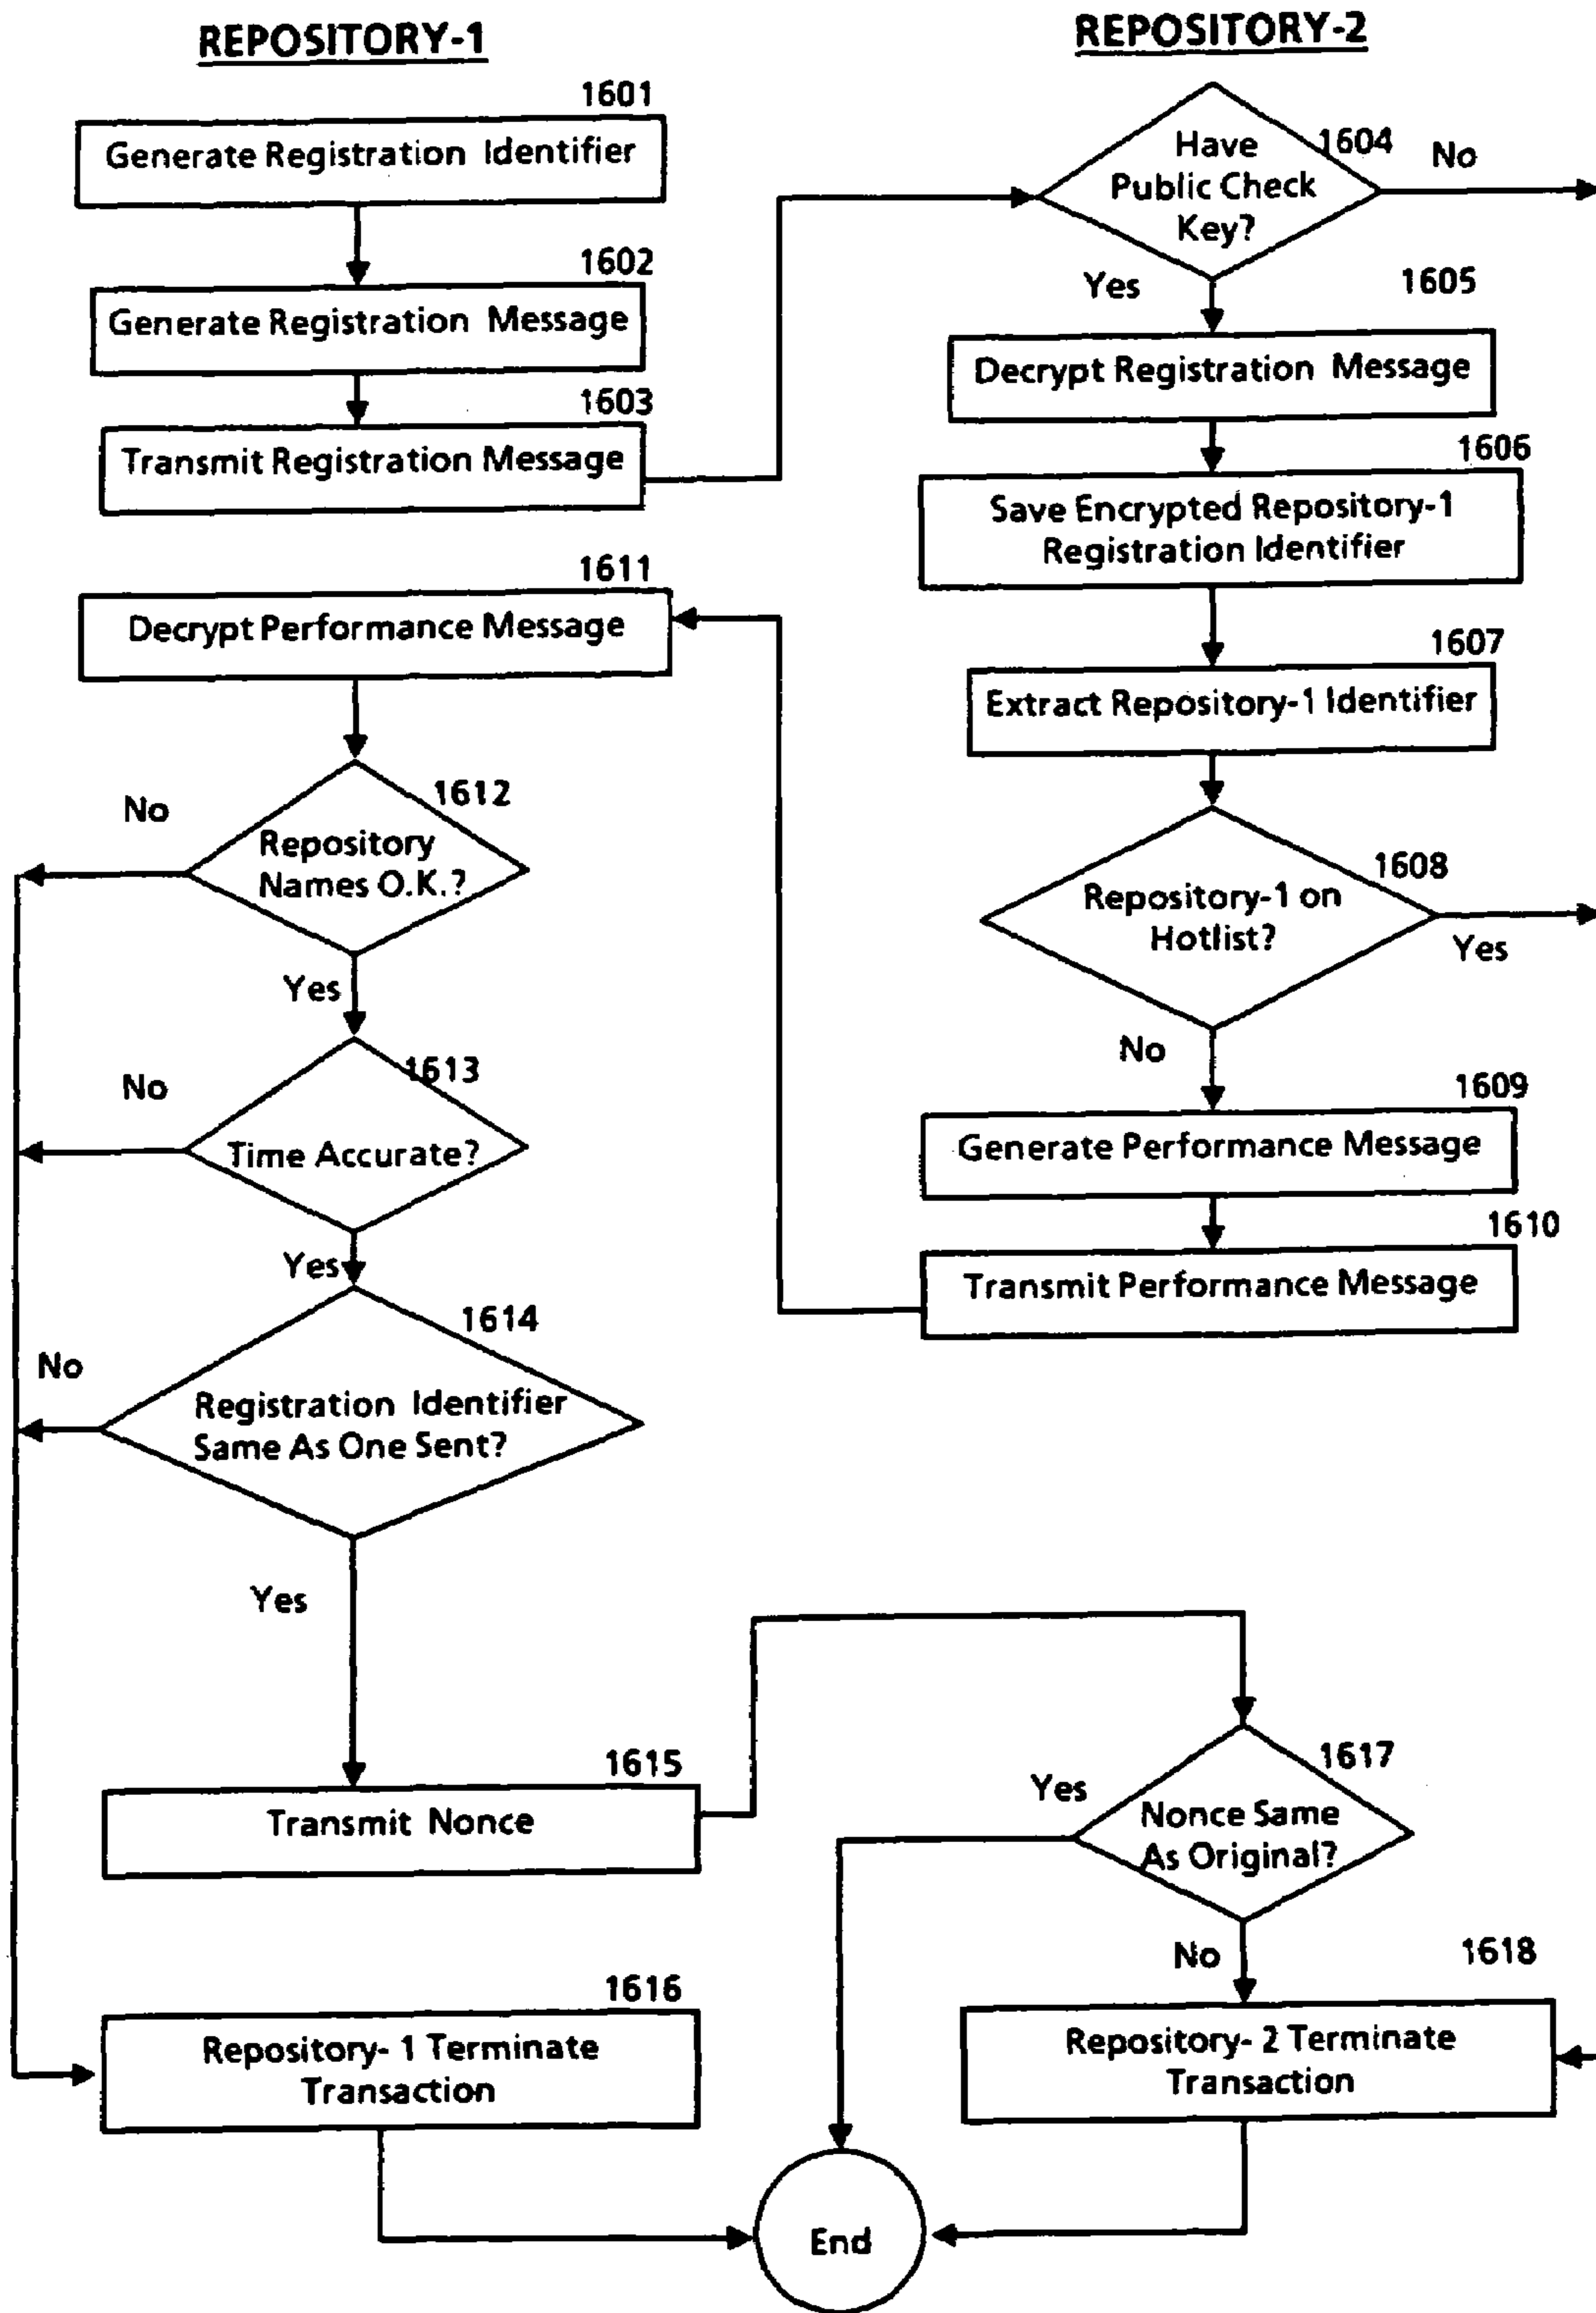 REPOSITORY-1
1601
Generate Registration Identifier
1602
Generate Registration Message
1603
Transmit Registration Message
1611
Decrypt Performance Message
1612
No
Repository
Names O.K.?
Yes
1613
No
Time Accurate?
Yes
1614
No
Registration Identifier
Same As One Sent?
Yes
1615
Transmit Nonce
1616
Repository- 1 Terminate
Transaction
REPOSITORY-2
1604
Have
Public Check
Key?
No
Yes
1605
Decrypt Registration Message
1606
Save Encrypted Repository-1
Registration Identifier
1607
Extract Repository-1 Identifier
1608
Repository-1 on
Hotlist?
Yes
No
1609
Generate Performance Message
1610
Transmit Performance Message
1617
Yes
Nonce Same
As Original?
No
1618
Repository- 2 Terminate
Transaction
End